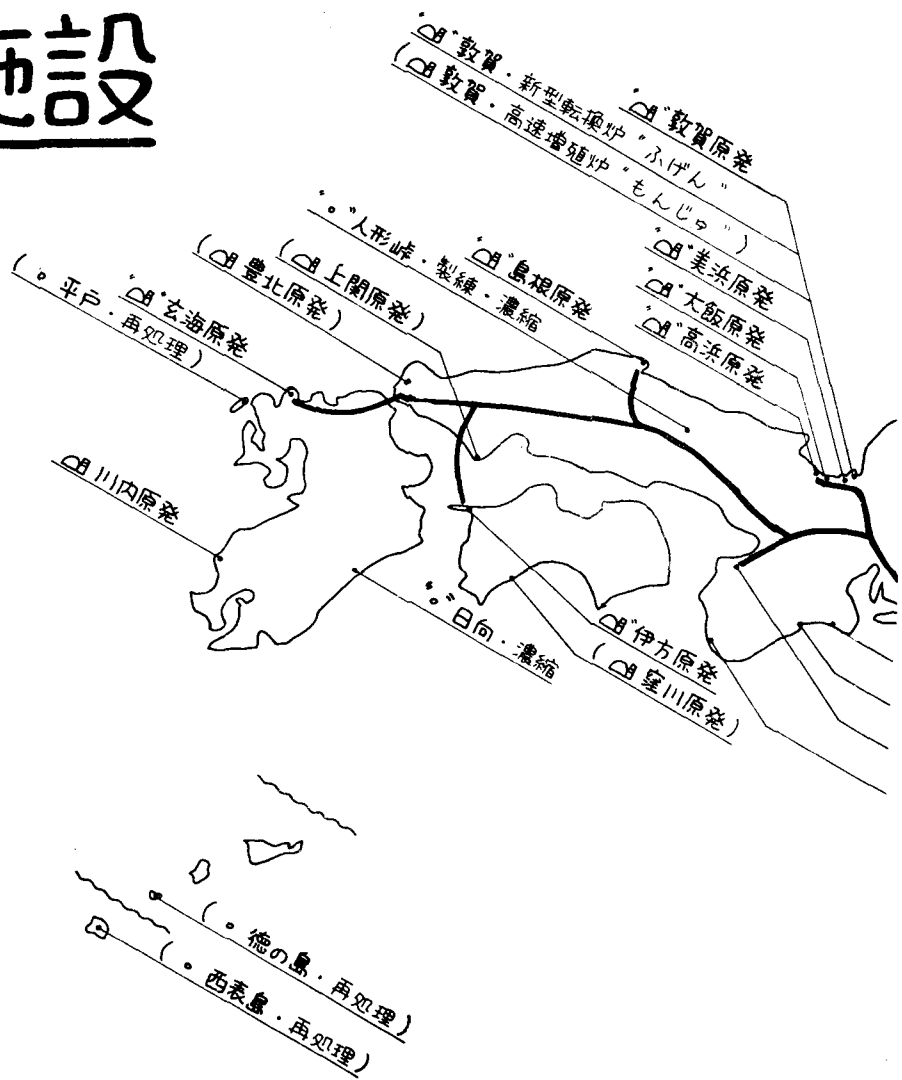 施設
敦賀・新型転換炉"ふげん"
(敦賀・高速増殖炉"もんじゅ")
敦賀原発
美浜原発
大飯原発
高浜原発
島根原発
人形峠・製練・濃縮
(上関原発)
(豊北原発)
玄海原発
(平戸・再処理)
川内原発
日向・濃縮
伊方原発
(窪川原発)
(徳の島・再処理)
(西表島・再処理)